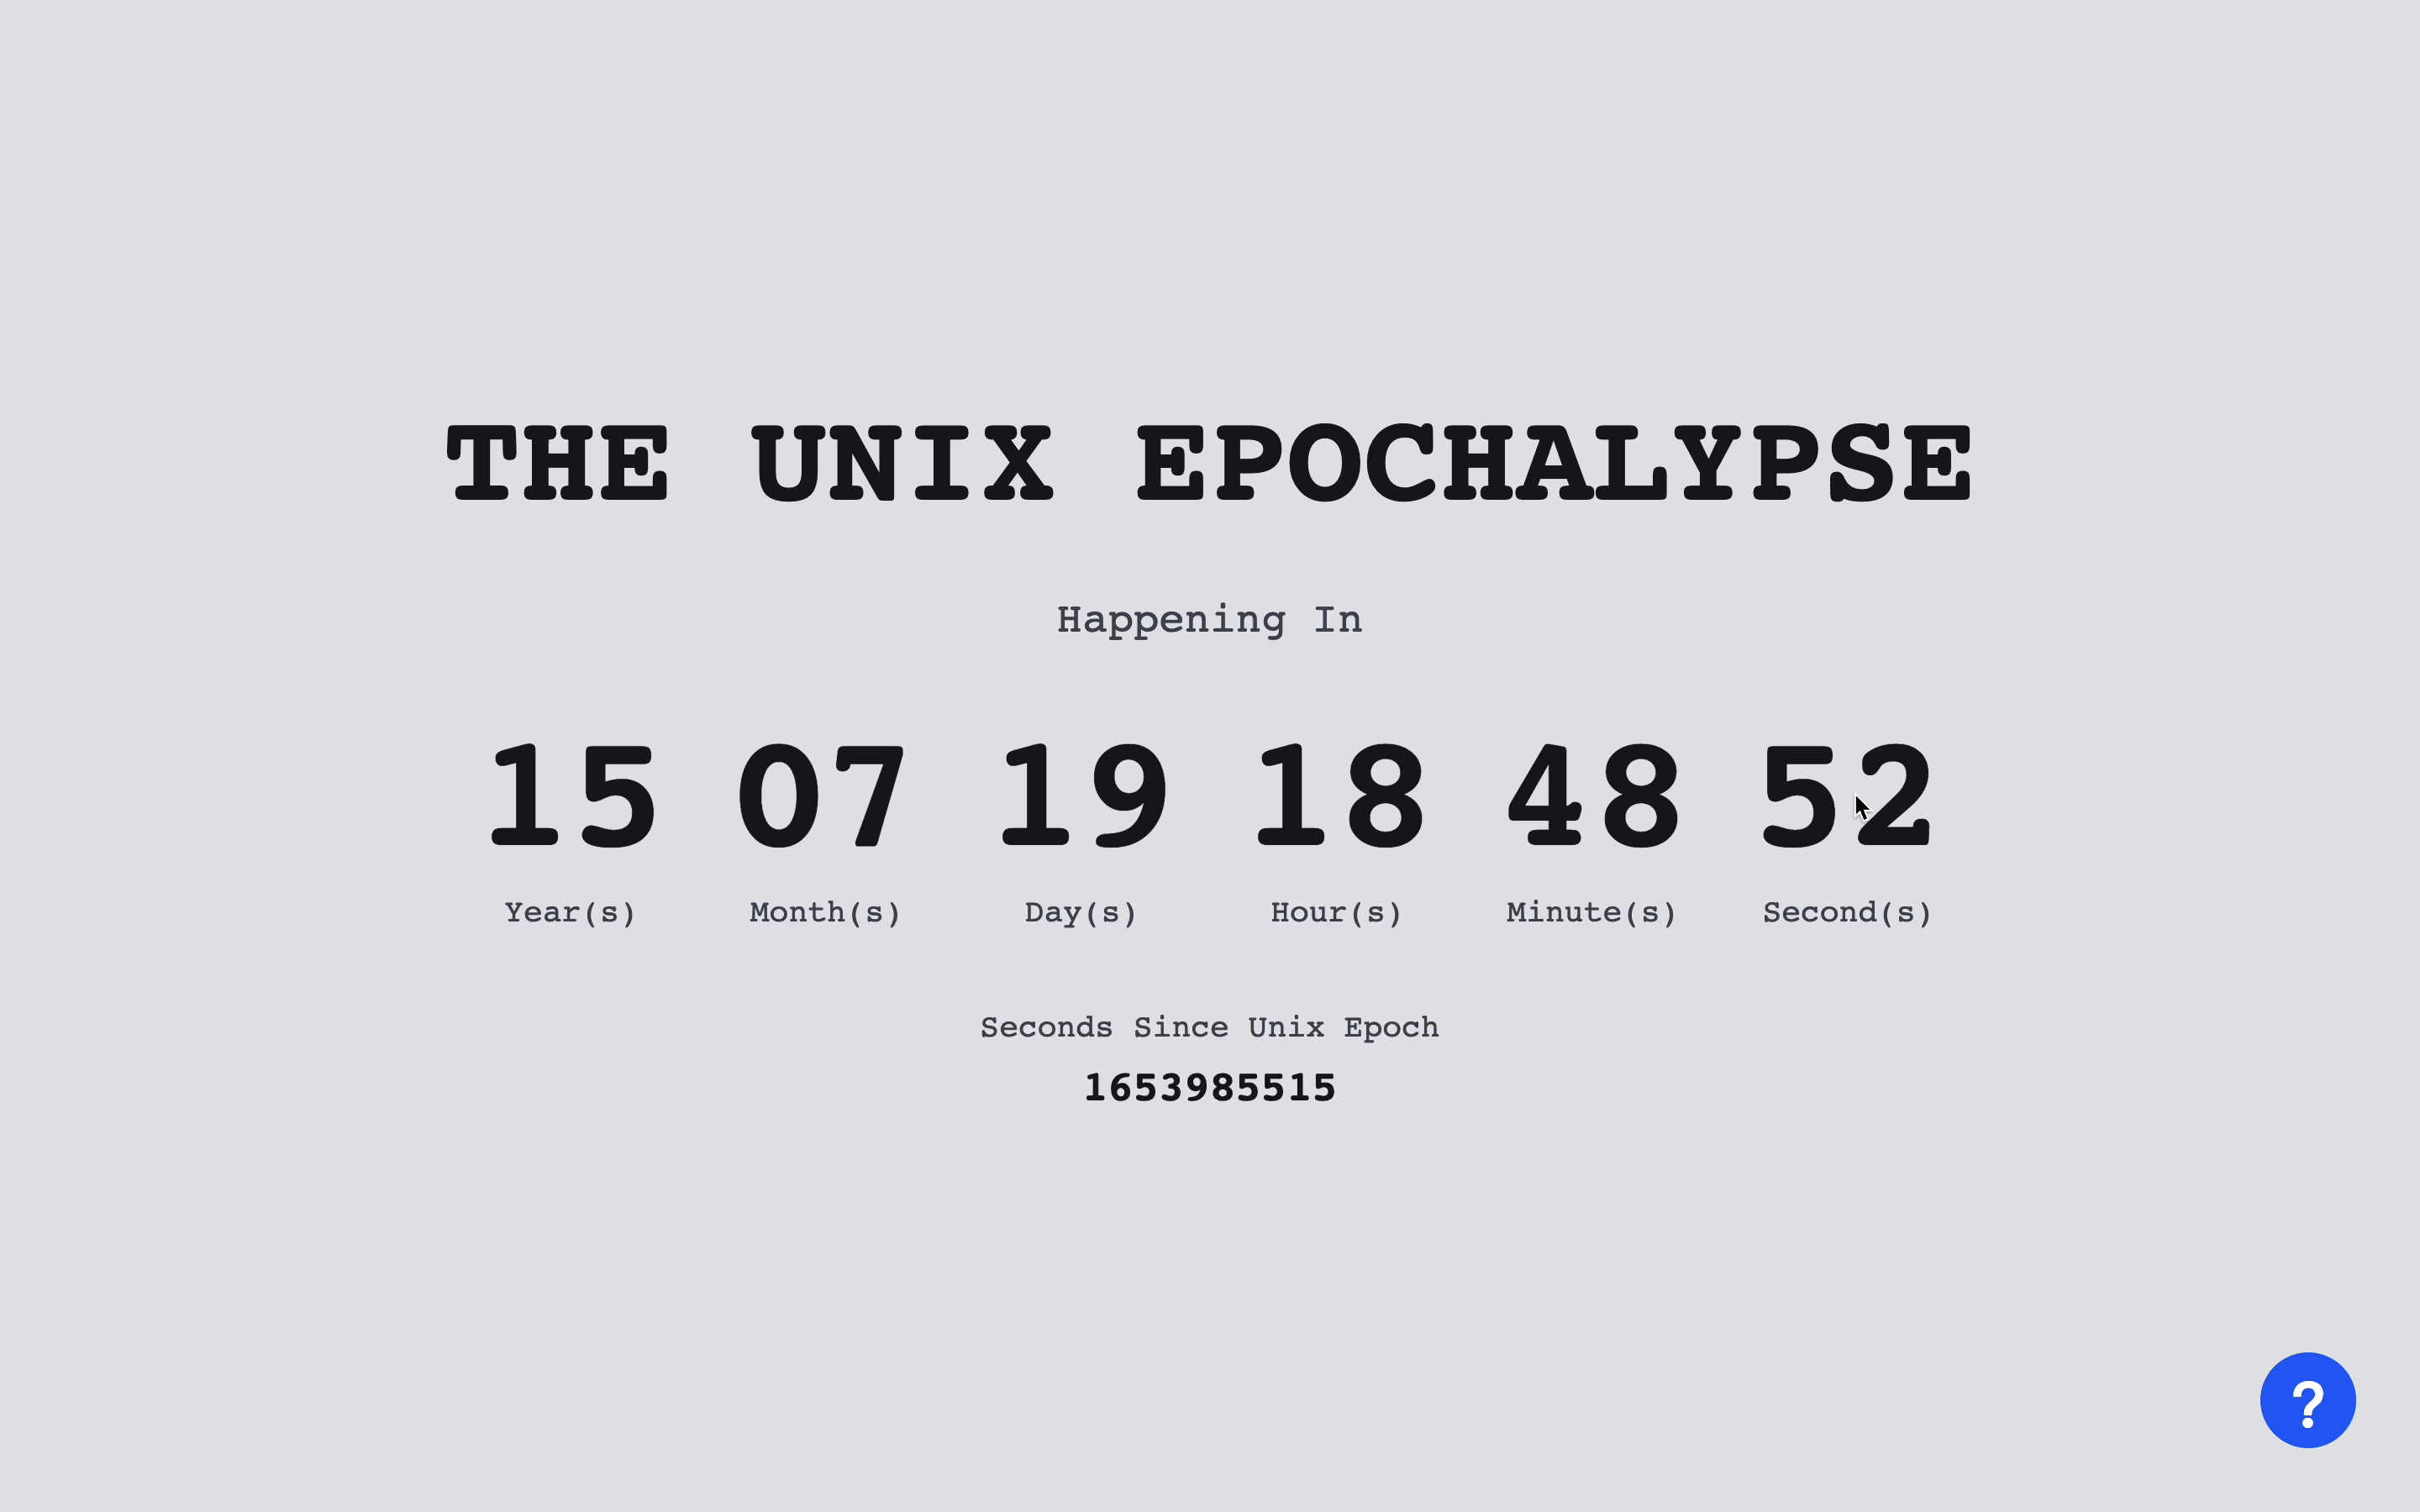 THE UNIX EPOCHALYPSE
Happening In
15 07 19 18 48 52
Year(s) Month(s) Day(s) Hour(s) Minute(s) Second(s)
Seconds Since Unix Epoch
1653985515
?